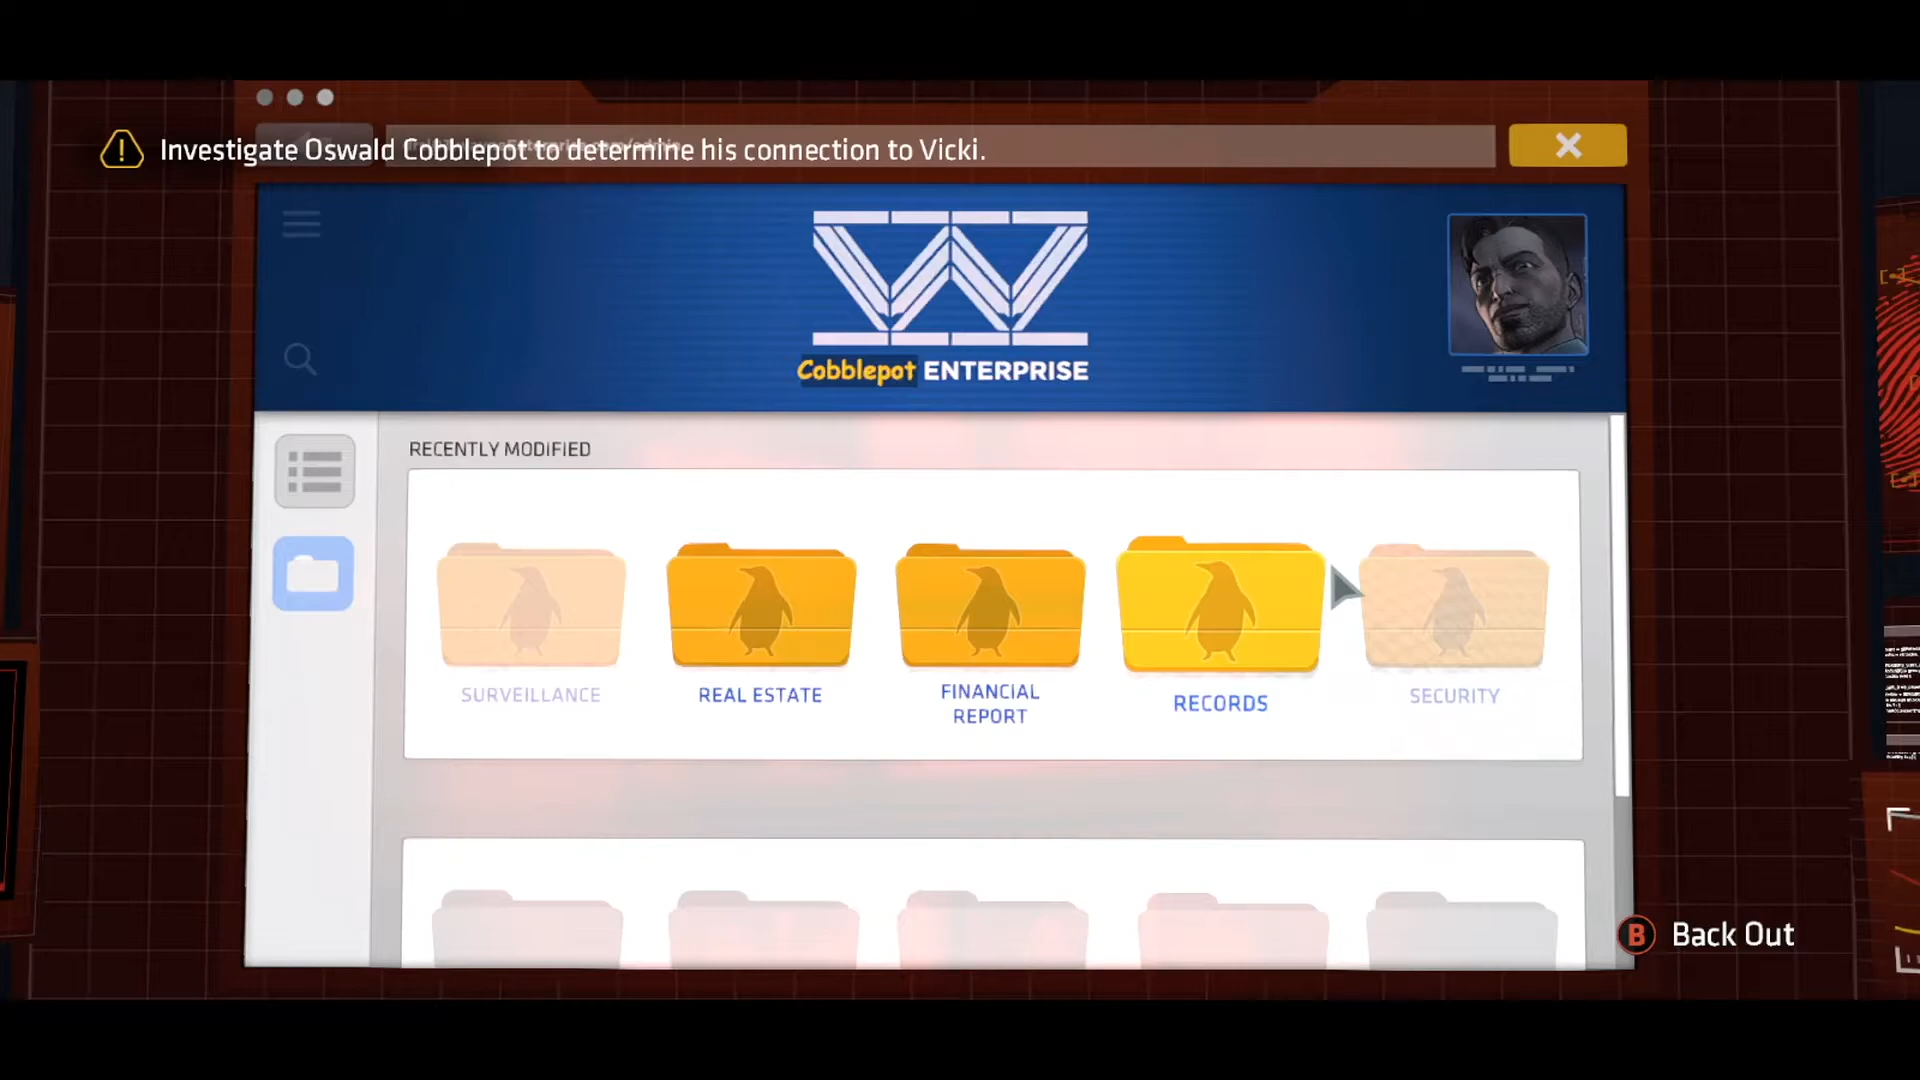 Investigate Oswald Cobblepot to determine his connection to Vicki.
Cobblepot ENTERPRISE
RECENTLY MODIFIED
SURVEILLANCE
REAL ESTATE
FINANCIAL
REPORT
RECORDS
SECURITY
B Back Out